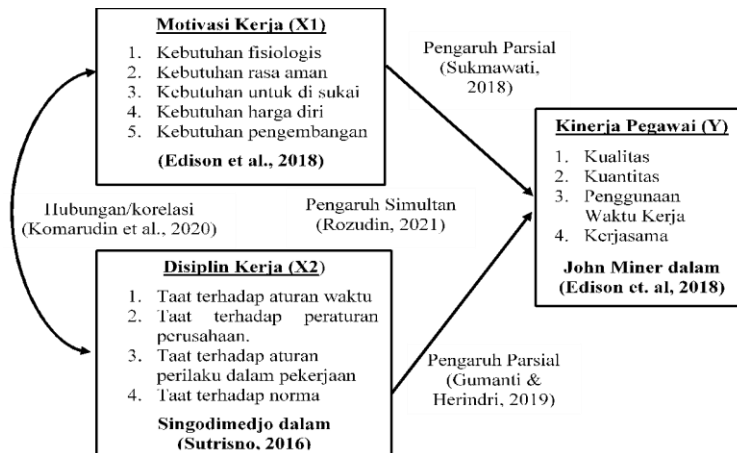 Motivasi Kerja (X1)
1. Kebutuhan fisiologis
2. Kebutuhan rasa aman
3. Kebutuhan untuk di sukai
4. Kebutuhan harga diri
5. Kebutuhan pengembangan
(Edison et al., 2018)
Pengaruh Parsial
(Sukmawati,
2018)
Hubungan/korelasi
(Komarudin et al., 2020)
Pengaruh Simultan
(Rozudin, 2021)
Kinerja Pegawai (Y)
1. Kualitas
2. Kuantitas
3. Penggunaan
Waktu Kerja
4. Kerjasama
John Miner dalam
(Edison et. al, 2018)
Disiplin Kerja (X2)
1. Taat terhadap aturan waktu
2. Taat terhadap peraturan
perusahaan.
3. Taat terhadap aturan
perilaku dalam pekerjaan
4. Taat terhadap norma
Singodimedjo dalam
(Sutrisno, 2016)
Pengaruh Parsial
(Gumanti &
Herindri, 2019)